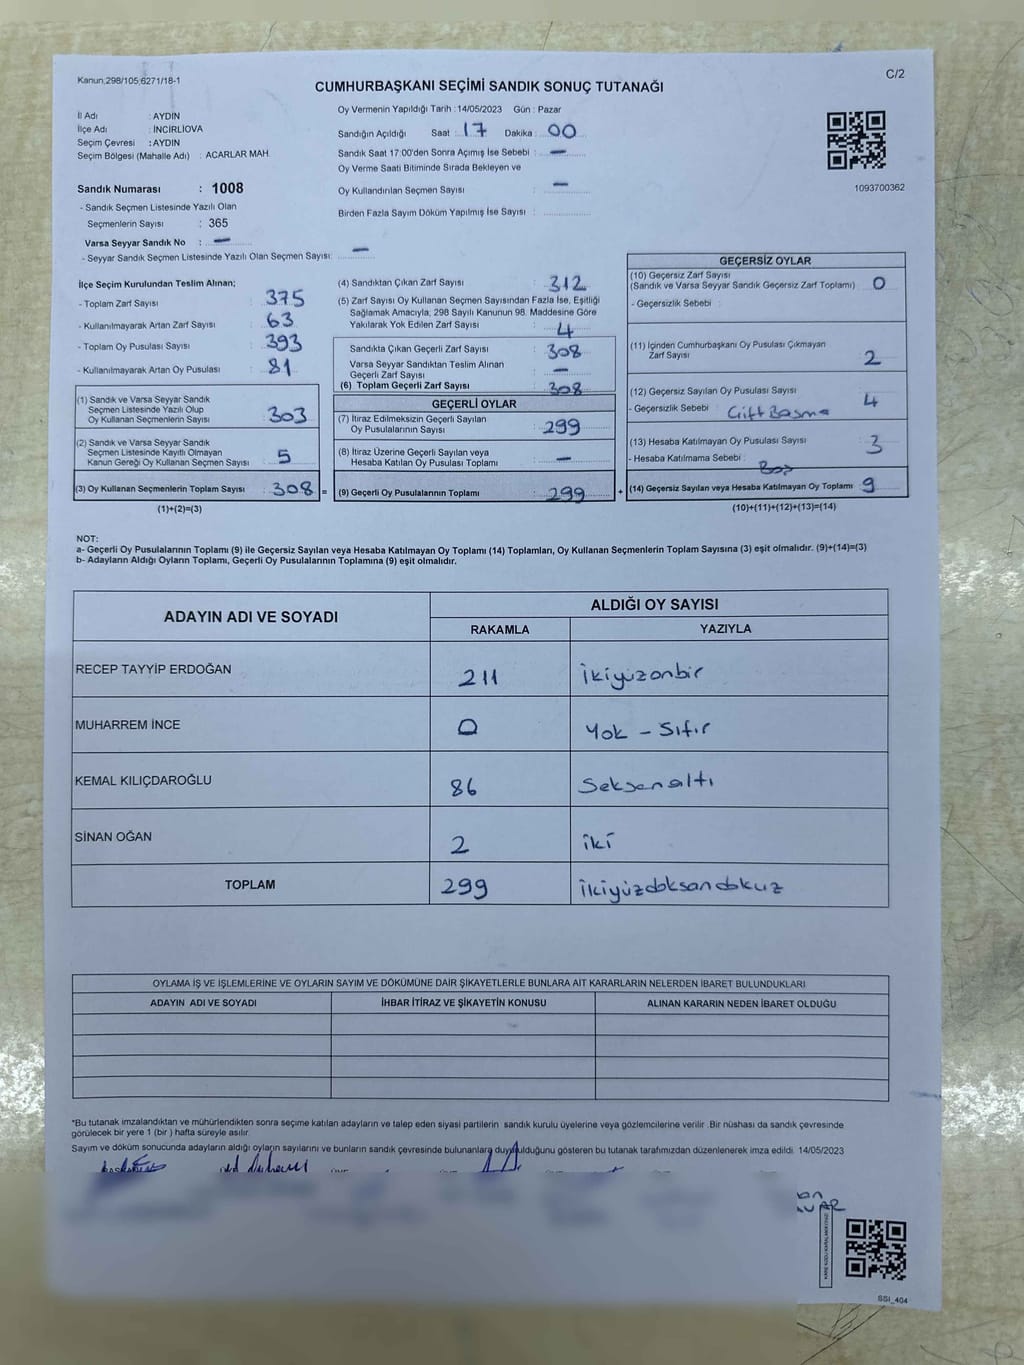 Kanun,298/105,6271/18-1
C/2
CUMHURBAŞKANI SEÇİMİ SANDIK SONUÇ TUTANAĞI
İl Adı : AYDIN
İlçe Adı : İNCİRLİOVA
Seçim Çevresi : AYDIN
Seçim Bölgesi (Mahalle Adı) : ACARLAR MAH.
Sandık Numarası : 1008
- Sandık Seçmen Listesinde Yazılı Olan
Seçmenlerin Sayısı : 365
Varsa Seyyar Sandık No : —
- Seyyar Sandık Seçmen Listesinde Yazılı Olan Seçmen Sayısı: —
Oy Vermenin Yapıldığı Tarih :14/05/2023 Gün : Pazar
Sandığın Açıldığı Saat : 17 Dakika : 00
Sandık Saat 17:00'den Sonra Açımış İse Sebebi : —
Oy Verme Saati Bitiminde Sırada Bekleyen ve
Oy Kullandırılan Seçmen Sayısı : —
Birden Fazla Sayım Döküm Yapılmış İse Sayısı :
1093700362
İlçe Seçim Kurulundan Teslim Alınan;
- Toplam Zarf Sayısı : 375
- Kullanılmayarak Artan Zarf Sayısı : 63
- Toplam Oy Pusulası Sayısı : 393
- Kullanılmayarak Artan Oy Pusulası : 81
(1) Sandık ve Varsa Seyyar Sandık
Seçmen Listesinde Yazılı Olup
Oy Kullanan Seçmenlerin Sayısı : 303
(2) Sandık ve Varsa Seyyar Sandık
Seçmen Listesinde Kayıtlı Olmayan
Kanun Gereği Oy Kullanan Seçmen Sayısı : 5
(3) Oy Kullanan Seçmenlerin Toplam Sayısı : 308 =
(1)+(2)=(3)
(4) Sandıktan Çıkan Zarf Sayısı : 312
(5) Zarf Sayısı Oy Kullanan Seçmen Sayısından Fazla İse, Eşitliği
Sağlamak Amacıyla; 298 Sayılı Kanunun 98. Maddesine Göre
Yakılarak Yok Edilen Zarf Sayısı : 4
Sandıkta Çıkan Geçerli Zarf Sayısı : 308
Varsa Seyyar Sandıktan Teslim Alınan
Geçerli Zarf Sayısı : —
(6) Toplam Geçerli Zarf Sayısı : 308
GEÇERLİ OYLAR
(7) İtiraz Edilmeksizin Geçerli Sayılan
Oy Pusulalarının Sayısı : 299
(8) İtiraz Üzerine Geçerli Sayılan veya
Hesaba Katılan Oy Pusulası Toplamı : —
(9) Geçerli Oy Pusulalarının Toplamı : 299 +
GEÇERSİZ OYLAR
(10) Geçersiz Zarf Sayısı
(Sandık ve Varsa Seyyar Sandık Geçersiz Zarf Toplamı) : 0
- Geçersizlik Sebebi :
(11) İçinden Cumhurbaşkanı Oy Pusulası Çıkmayan
Zarf Sayısı : 2
(12) Geçersiz Sayılan Oy Pusulası Sayısı : 4
- Geçersizlik Sebebi : Çift Basma
(13) Hesaba Katılmayan Oy Pusulası Sayısı : 3
- Hesaba Katılmama Sebebi : Boş
(14) Geçersiz Sayılan veya Hesaba Katılmayan Oy Toplamı : 9
(10)+(11)+(12)+(13)=(14)
NOT:
a- Geçerli Oy Pusulalarının Toplamı (9) ile Geçersiz Sayılan veya Hesaba Katılmayan Oy Toplamı (14) Toplamları, Oy Kullanan Seçmenlerin Toplam Sayısına (3) eşit olmalıdır. (9)+(14)=(3)
b- Adayların Aldığı Oyların Toplamı, Geçerli Oy Pusulalarının Toplamına (9) eşit olmalıdır.
ADAYIN ADI VE SOYADI ALDIĞI OY SAYISI
RAKAMLA YAZIYLA
RECEP TAYYİP ERDOĞAN 211 ikiyüzonbir
MUHARREM İNCE 0 Yok - Sıfır
KEMAL KILIÇDAROĞLU 86 Seksenaltı
SİNAN OĞAN 2 iki
TOPLAM 299 ikiyüzdoksandokuz
OYLAMA İŞ VE İŞLEMLERİNE VE OYLARIN SAYIM VE DÖKÜMÜNE DAİR ŞİKAYETLERLE BUNLARA AİT KARARLARIN NELERDEN İBARET BULUNDUKLARI
ADAYIN ADI VE SOYADI İHBAR İTİRAZ VE ŞİKAYETİN KONUSU ALINAN KARARIN NEDEN İBARET OLDUĞU
*Bu tutanak imzalandıktan ve mühürlendikten sonra seçime katılan adayların ve talep eden siyasi partilerin sandık kurulu üyelerine veya gözlemcilerine verilir .Bir nüshası da sandık çevresinde
görülecek bir yere 1 (bir ) hafta süreyle asılır.
Sayım ve döküm sonucunda adayların aldığı oyların sayılarını ve bunların sandık çevresinde bulunanlara duyurulduğunu gösteren bu tutanak tarafımızdan düzenlenerek imza edildi. 14/05/2023
SSI_404